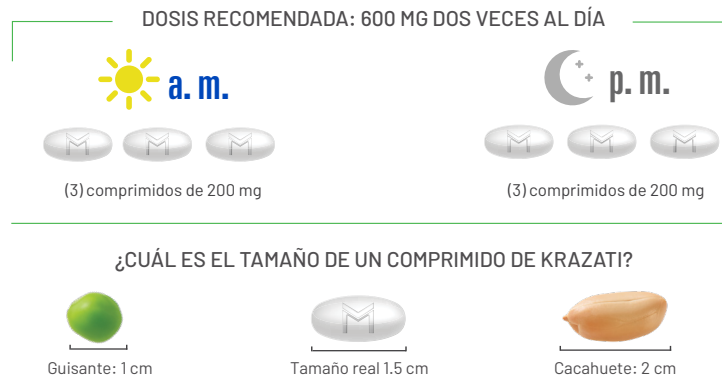 DOSIS RECOMENDADA: 600 MG DOS VECES AL DÍA
a. m.
p. m.
M M M
M M M
(3) comprimidos de 200 mg
(3) comprimidos de 200 mg
¿CUÁL ES EL TAMAÑO DE UN COMPRIMIDO DE KRAZATI?
M
Guisante: 1 cm
Tamaño real 1.5 cm
Cacahuete: 2 cm